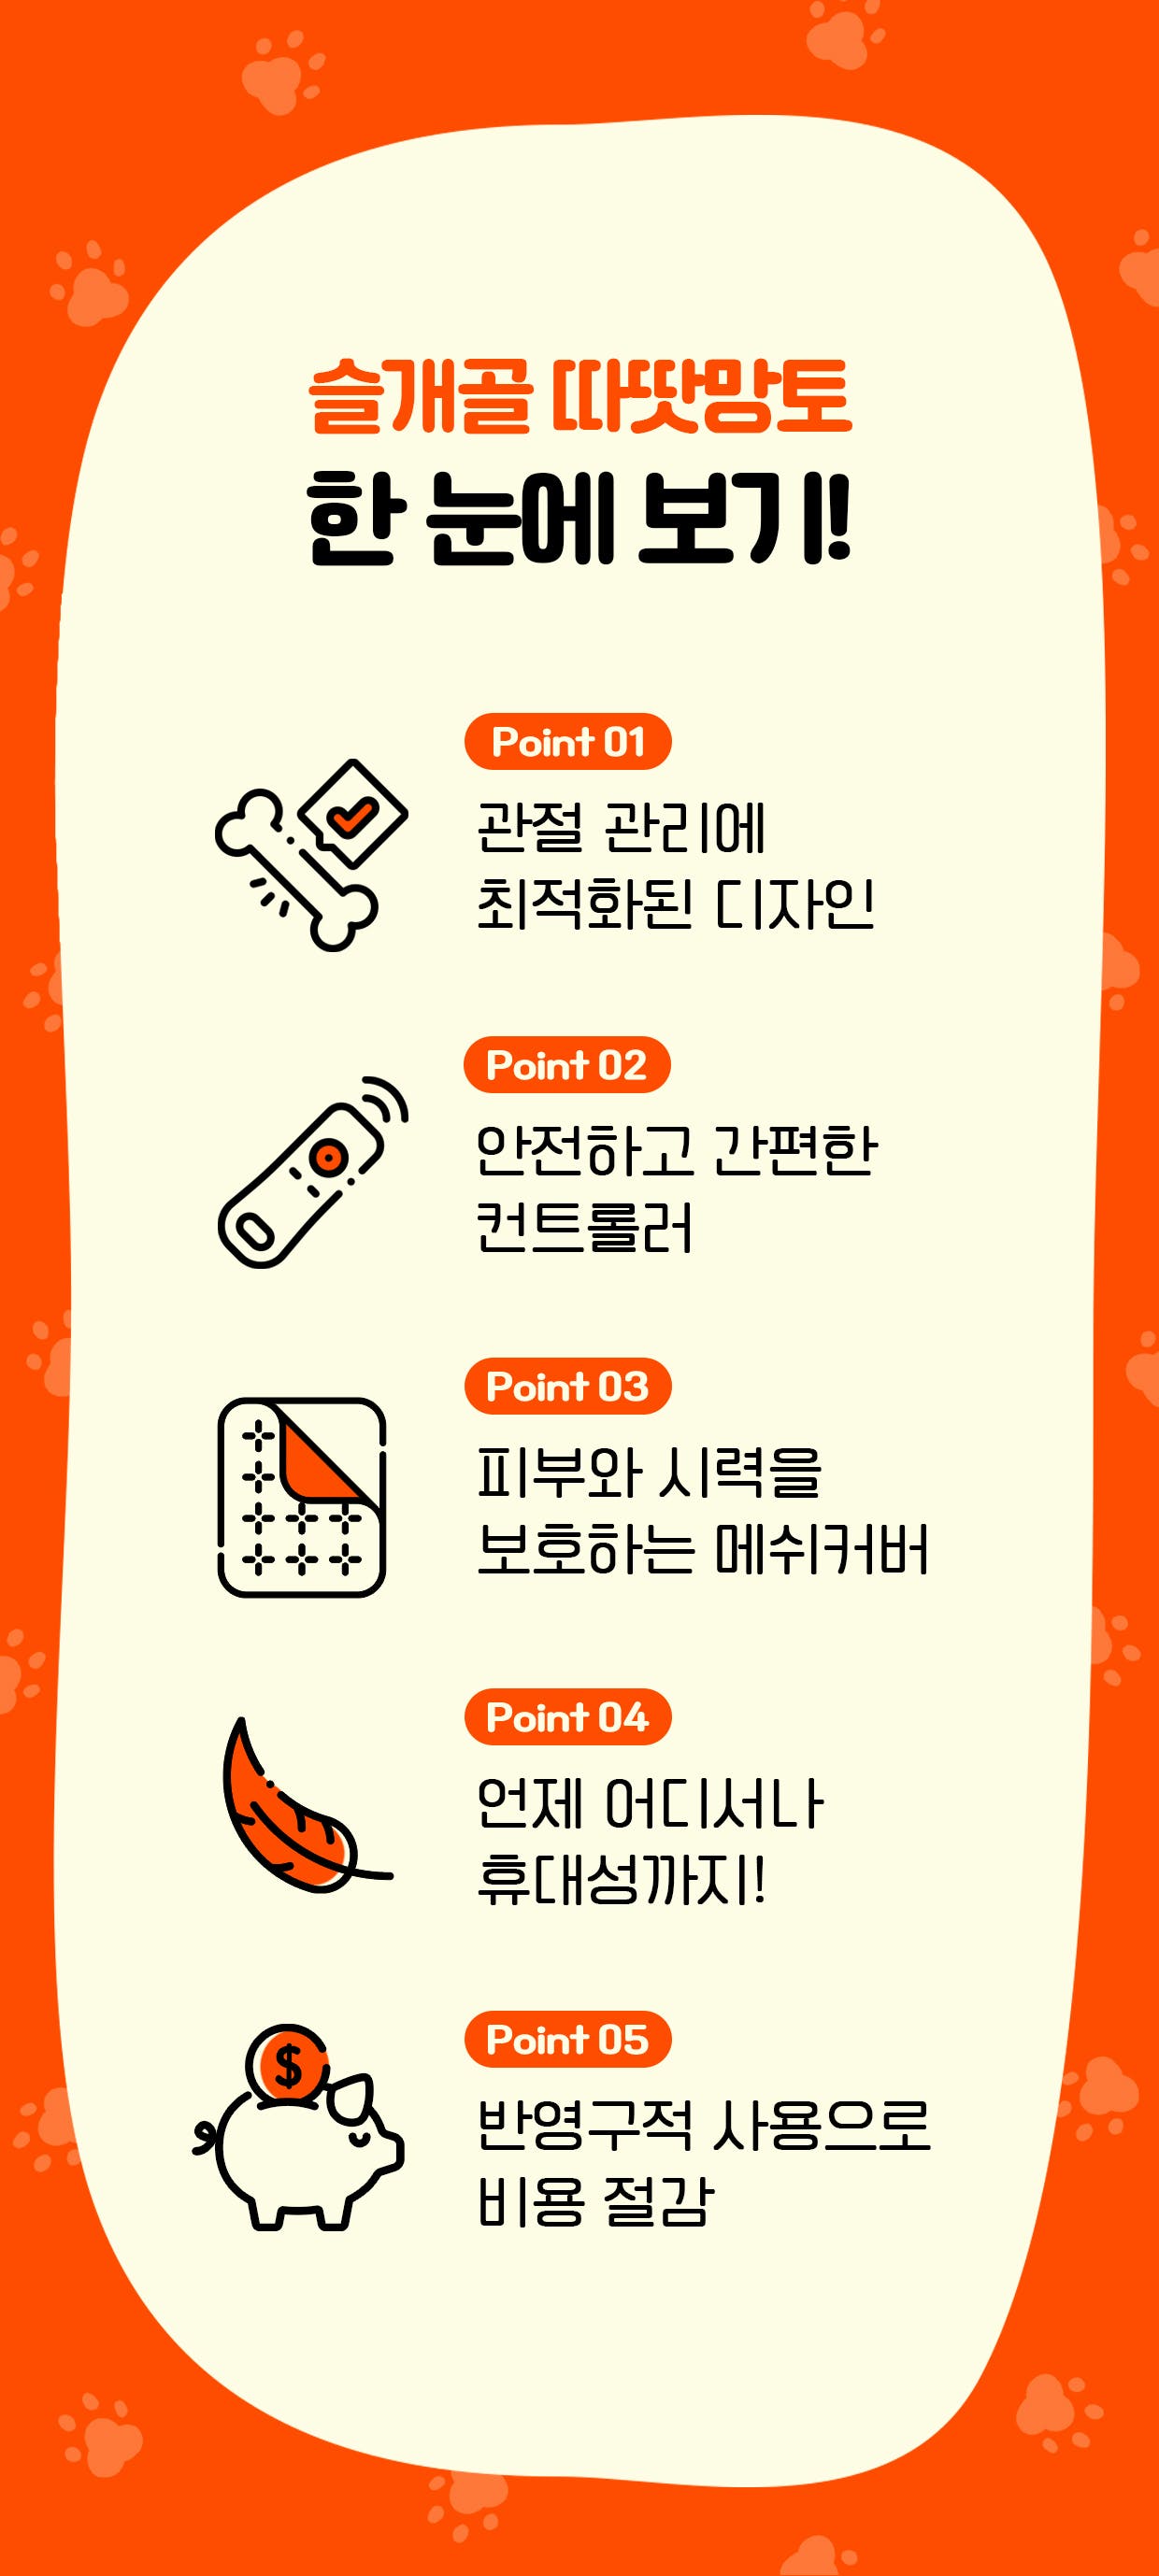 슬개골 따땃망토
한 눈에 보기!
Point 01
관절 관리에
최적화된 디자인
Point 02
안전하고 간편한
컨트롤러
Point 03
피부와 시력을
보호하는 메쉬커버
Point 04
언제 어디서나
휴대성까지!
$
Point 05
반영구적 사용으로
비용 절감